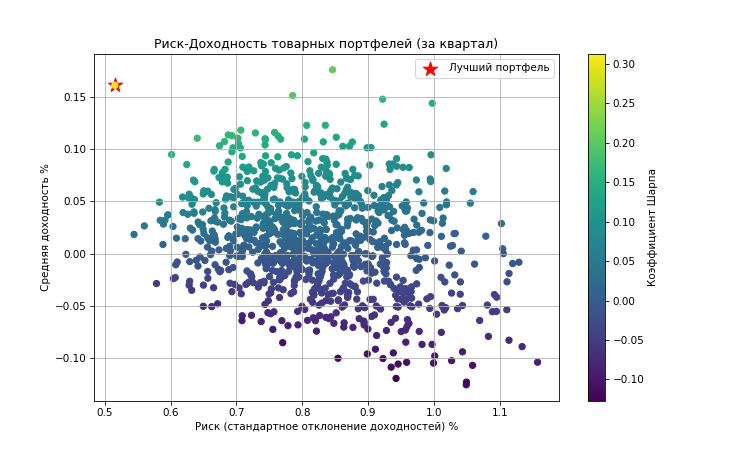 Риск-Доходность товарных портфелей (за квартал)
Лучший портфель
Средняя доходность %
0.15
0.10
0.05
0.00
−0.05
−0.10
0.5 0.6 0.7 0.8 0.9 1.0 1.1
Риск (стандартное отклонение доходностей) %
0.30
0.25
0.20
0.15
0.10
0.05
0.00
−0.05
−0.10
Коэффициент Шарпа